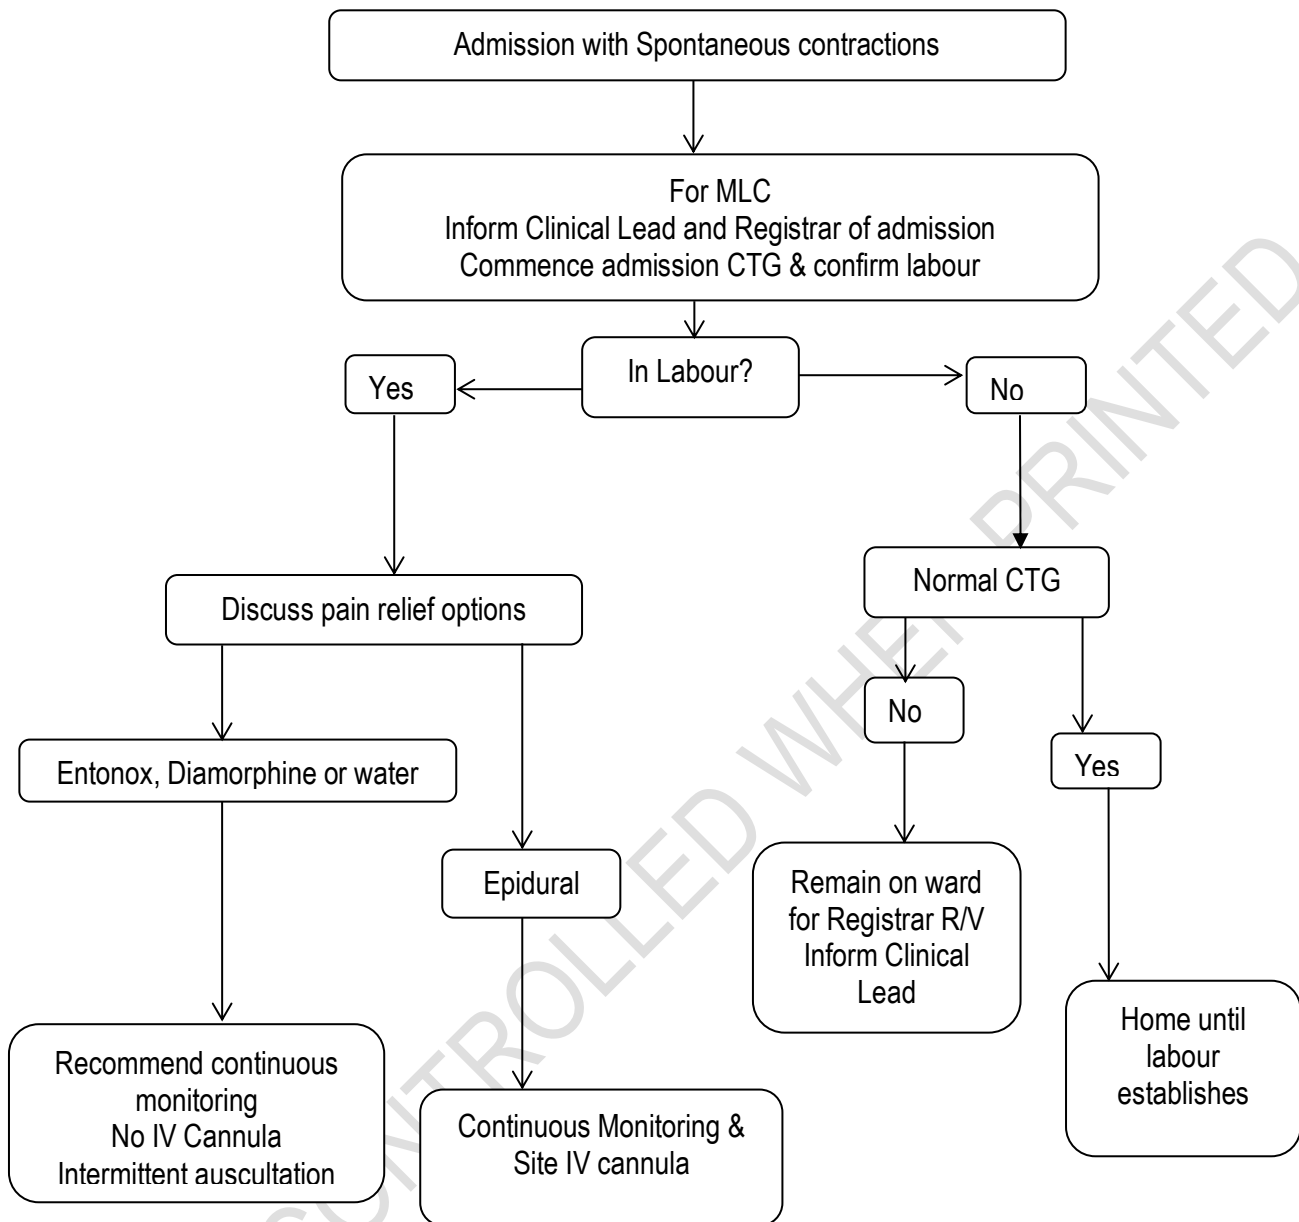 Admission with Spontaneous contractions
For MLC
Inform Clinical Lead and Registrar of admission
Commence admission CTG & confirm labour
In Labour?
Yes
No
Discuss pain relief options
Normal CTG
No
Yes
Entonox, Diamorphine or water
Epidural
Remain on ward
for Registrar R/V
Inform Clinical
Lead
Home until
labour
establishes
Recommend continuous
monitoring
No IV Cannula
Intermittent auscultation
Continuous Monitoring &
Site IV cannula
CONTROLLED WHEN PRINTED